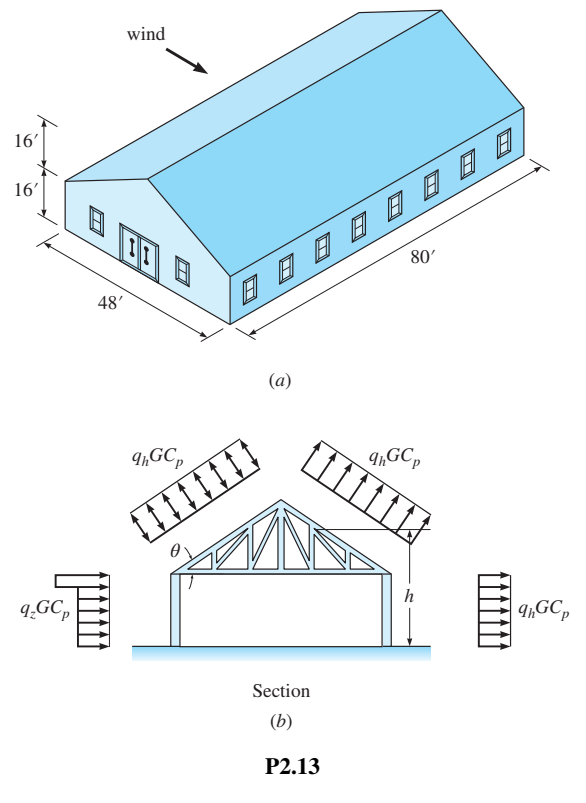 wind
16′
16′
48′
80′
(a)
q_hGC_p
q_hGC_p
θ
q_zGC_p
h
q_hGC_p
Section
(b)
P2.13